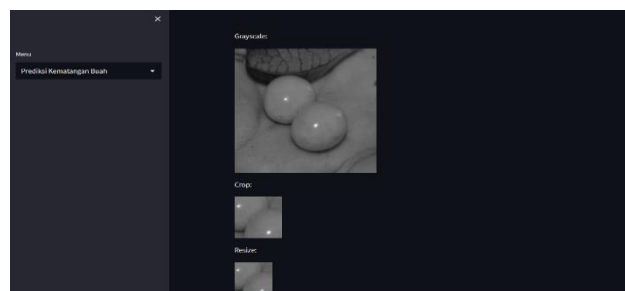 Menu
Prediksi Kematangan Buah
Grayscale:
Crop:
Resize: